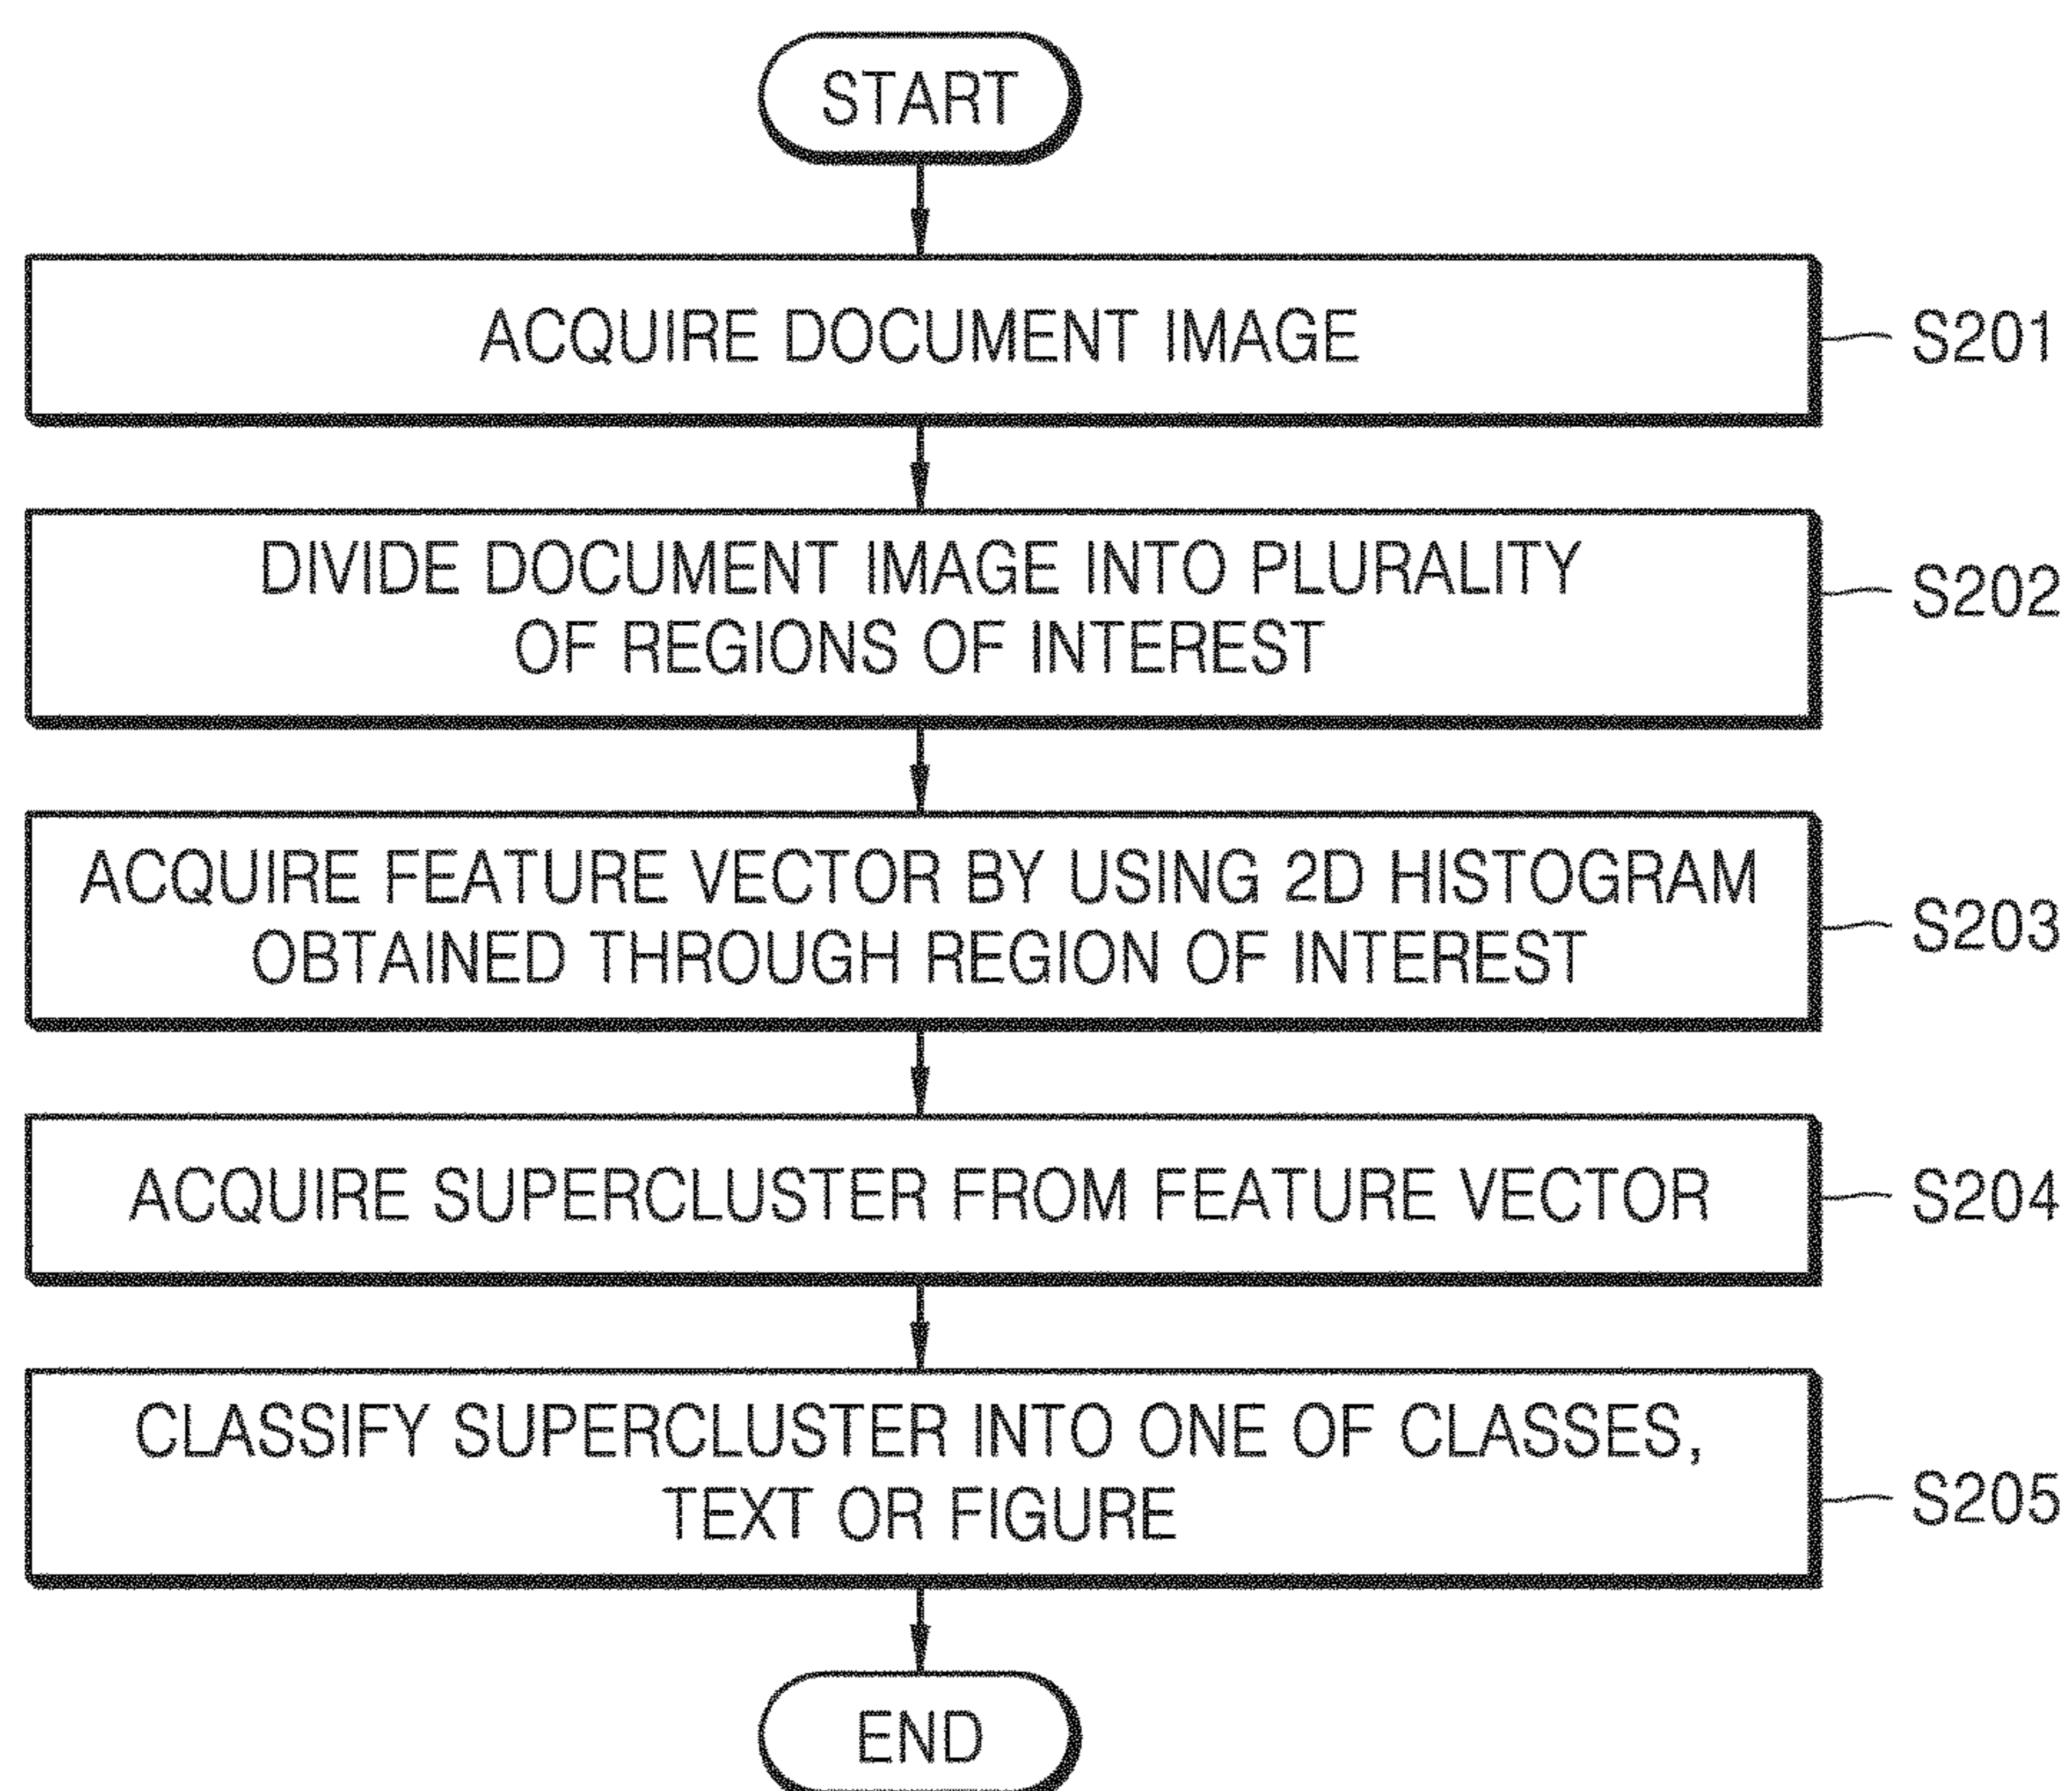 START
ACQUIRE DOCUMENT IMAGE
S201
DIVIDE DOCUMENT IMAGE INTO PLURALITY
OF REGIONS OF INTEREST
S202
ACQUIRE FEATURE VECTOR BY USING 2D HISTOGRAM
OBTAINED THROUGH REGION OF INTEREST
S203
ACQUIRE SUPERCLUSTER FROM FEATURE VECTOR
S204
CLASSIFY SUPERCLUSTER INTO ONE OF CLASSES,
TEXT OR FIGURE
S205
END